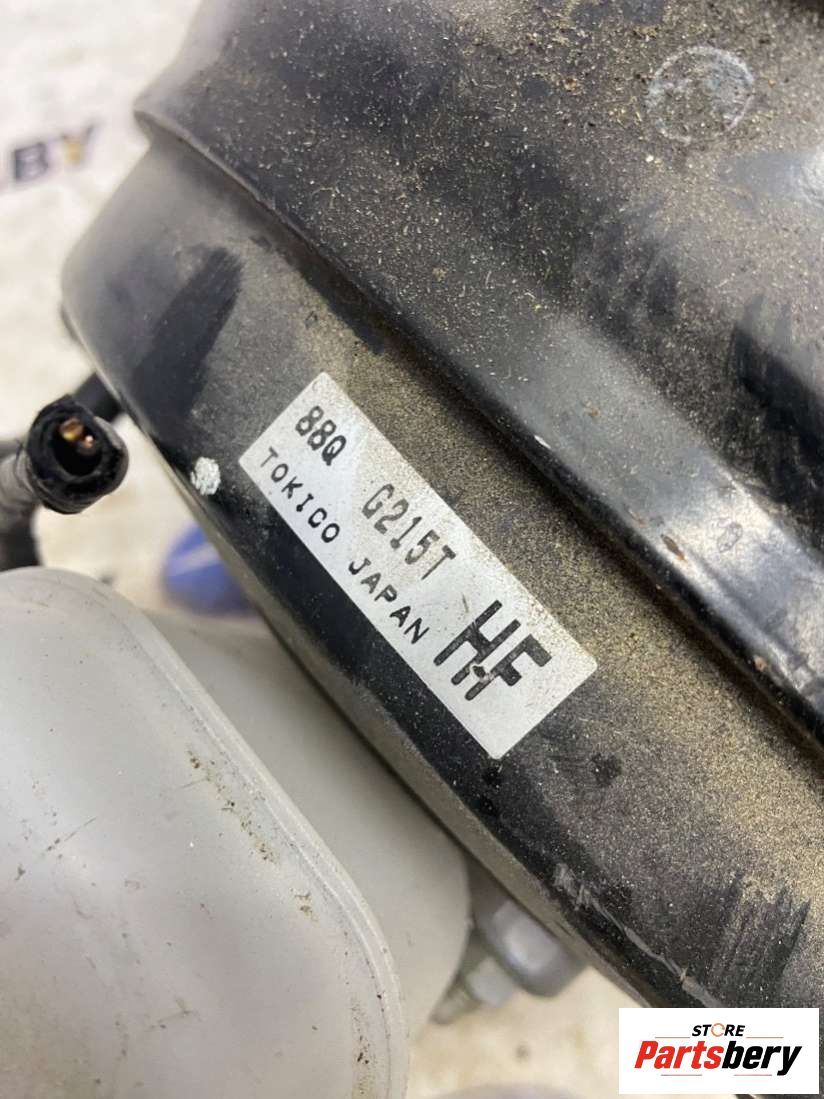 88Q G215T
TOKICO JAPAN
HF
STORE
Partsbery